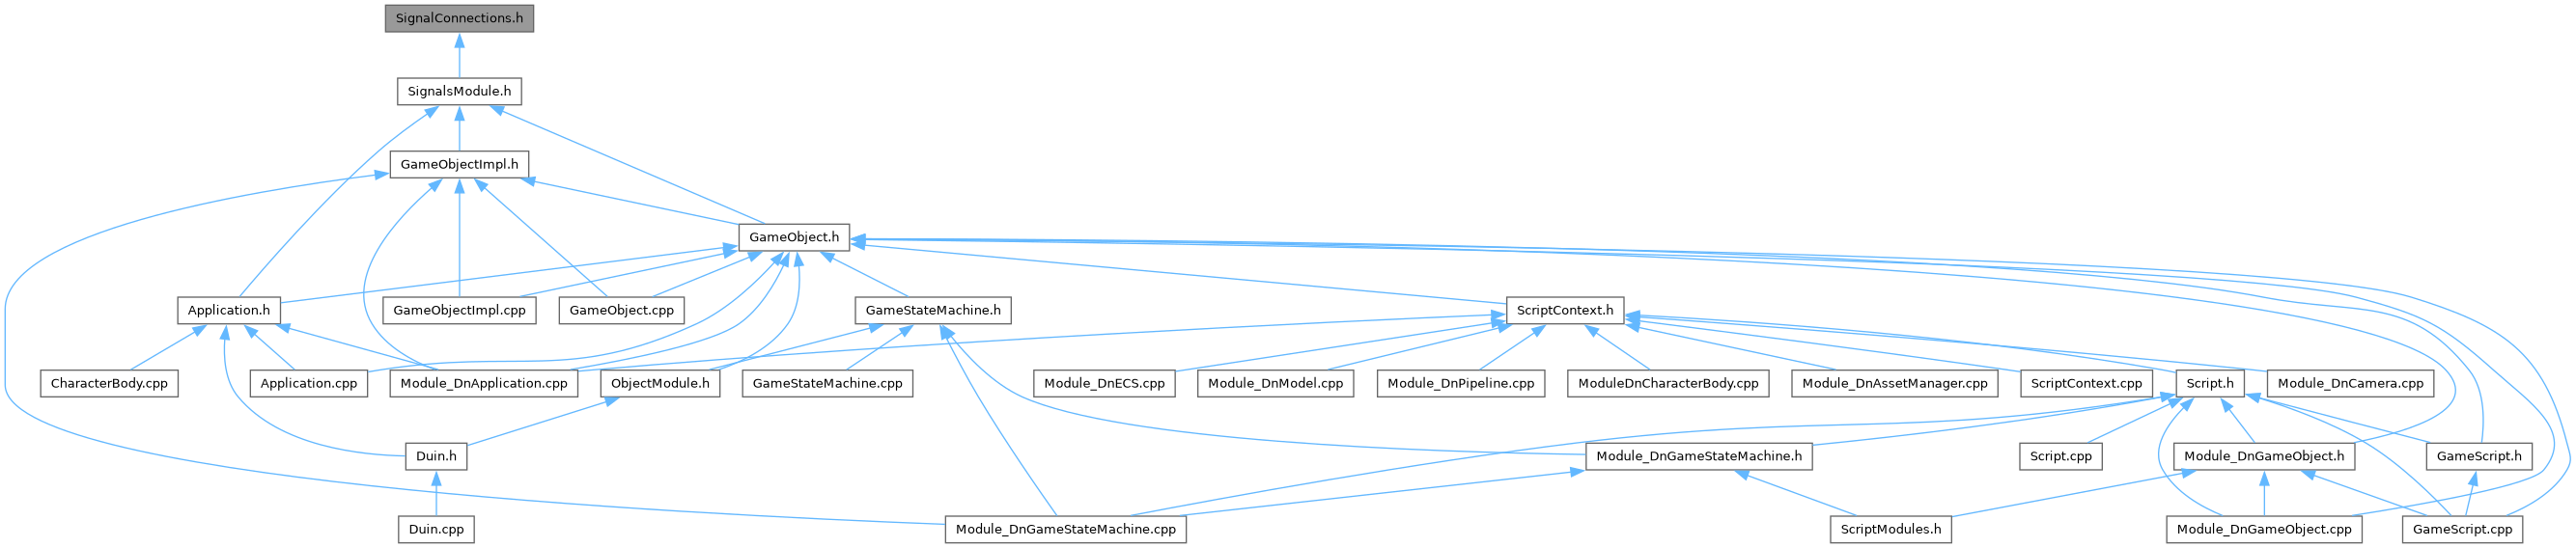 SignalConnections.h
SignalsModule.h
GameObjectImpl.h
GameObject.h
Application.h
GameObjectImpl.cpp
GameObject.cpp
GameStateMachine.h
ScriptContext.h
CharacterBody.cpp
Application.cpp
Module_DnApplication.cpp
ObjectModule.h
GameStateMachine.cpp
Module_DnECS.cpp
Module_DnModel.cpp
Module_DnPipeline.cpp
ModuleDnCharacterBody.cpp
Module_DnAssetManager.cpp
ScriptContext.cpp
Script.h
Module_DnCamera.cpp
Duin.h
Module_DnGameStateMachine.h
Script.cpp
Module_DnGameObject.h
GameScript.h
Duin.cpp
Module_DnGameStateMachine.cpp
ScriptModules.h
Module_DnGameObject.cpp
GameScript.cpp